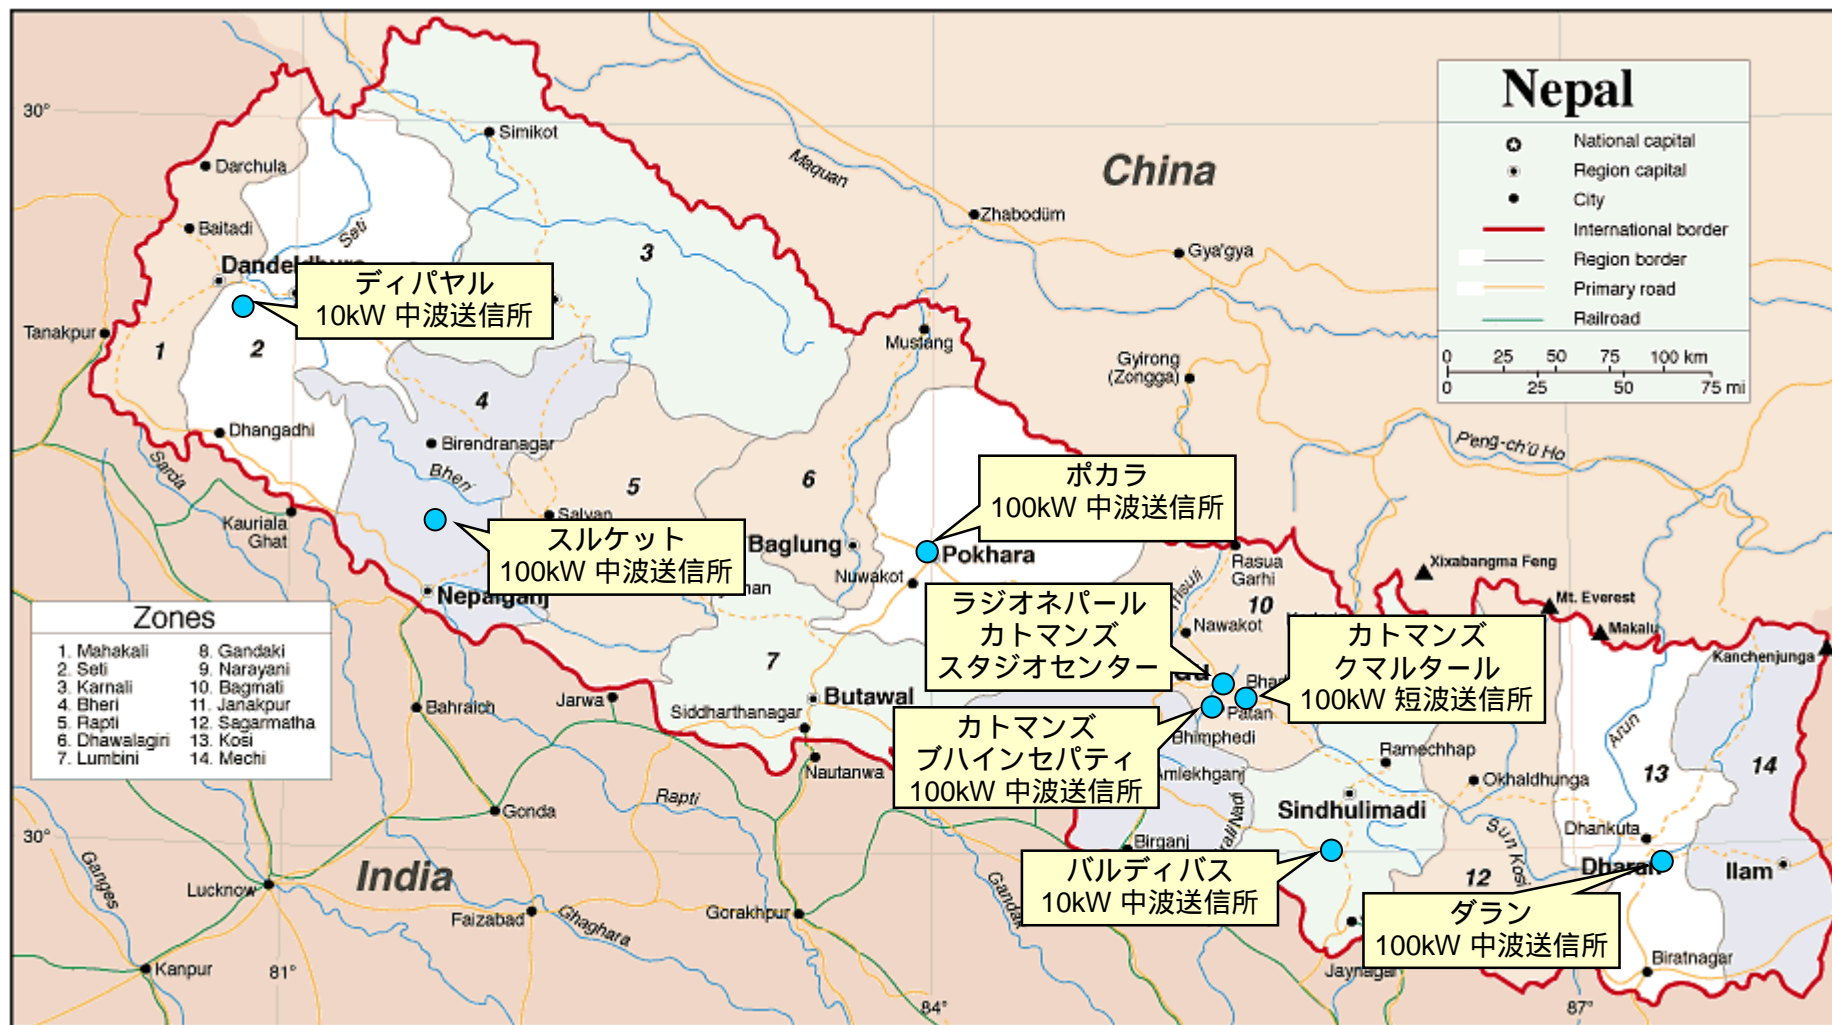 Nepal
National capital
Region capital
City
International border
Region border
Primary road
Railroad
0 25 50 75 100 km
0 25 50 75 mi
30°
Simikot
Darchula
Maquan
China
Zhabodüm
Baitadi
Seti
Gya'gya
3
ディパヤル
10kW 中波送信所
Tanakpur
1
2
Mustang
Gyirong
(Zongga)
4
Dhangadhi
Birendranagar
P'eng-ch'ü Ho
Sarda
Bheri
5
6
ポカラ
100kW 中波送信所
Kauriala
Ghat
Salyan
スルケット
100kW 中波送信所
Baglung
Pokhara
Nuwakot
Rasua
Garhi
Xixabangma Feng
Nepalganj
ラジオネパール
カトマンズ
スタジオセンター
10
Nawakot
Mt. Everest
Makalu
Kanchenjunga
カトマンズ
クマルタール
100kW 短波送信所
Zones
1. Mahakali
2. Seti
3. Karnali
4. Bheri
5. Rapti
6. Dhawalagiri
7. Lumbini
8. Gandaki
9. Narayani
10. Bagmati
11. Janakpur
12. Sagarmatha
13. Kosi
14. Mechi
7
Butawal
Jarwa
Siddharthanagar
Bahraich
Nautanwa
Patan
Bhimphedi
カトマンズ
ブハインセパティ
100kW 中波送信所
Amlekhganj
Ramechhap
Okhaldhunga
Arun
13
14
Rapti
Gonda
Sindhulimadi
30°
Birganj
Sun Kosi
Dhankuta
Dharan
Ilam
Ganges
India
Lucknow
Faizabad
Ghaghara
Gorakhpur
Gandak
バルディバス
10kW 中波送信所
12
ダラン
100kW 中波送信所
Kanpur
81°
84°
Jaynagar
Biratnagar
87°